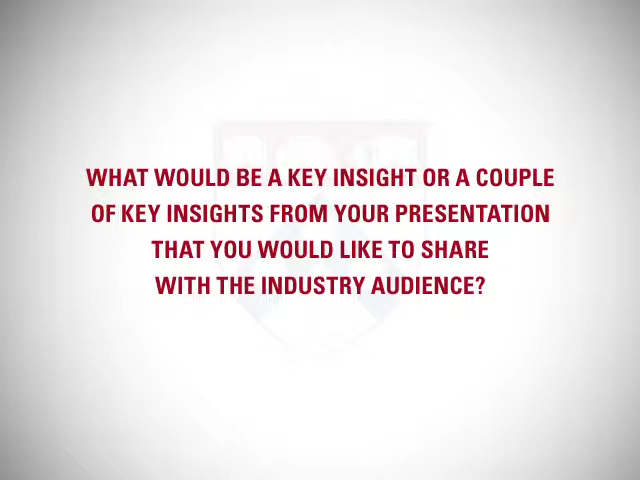 WHAT WOULD BE A KEY INSIGHT OR A COUPLE
OF KEY INSIGHTS FROM YOUR PRESENTATION
THAT YOU WOULD LIKE TO SHARE
WITH THE INDUSTRY AUDIENCE?